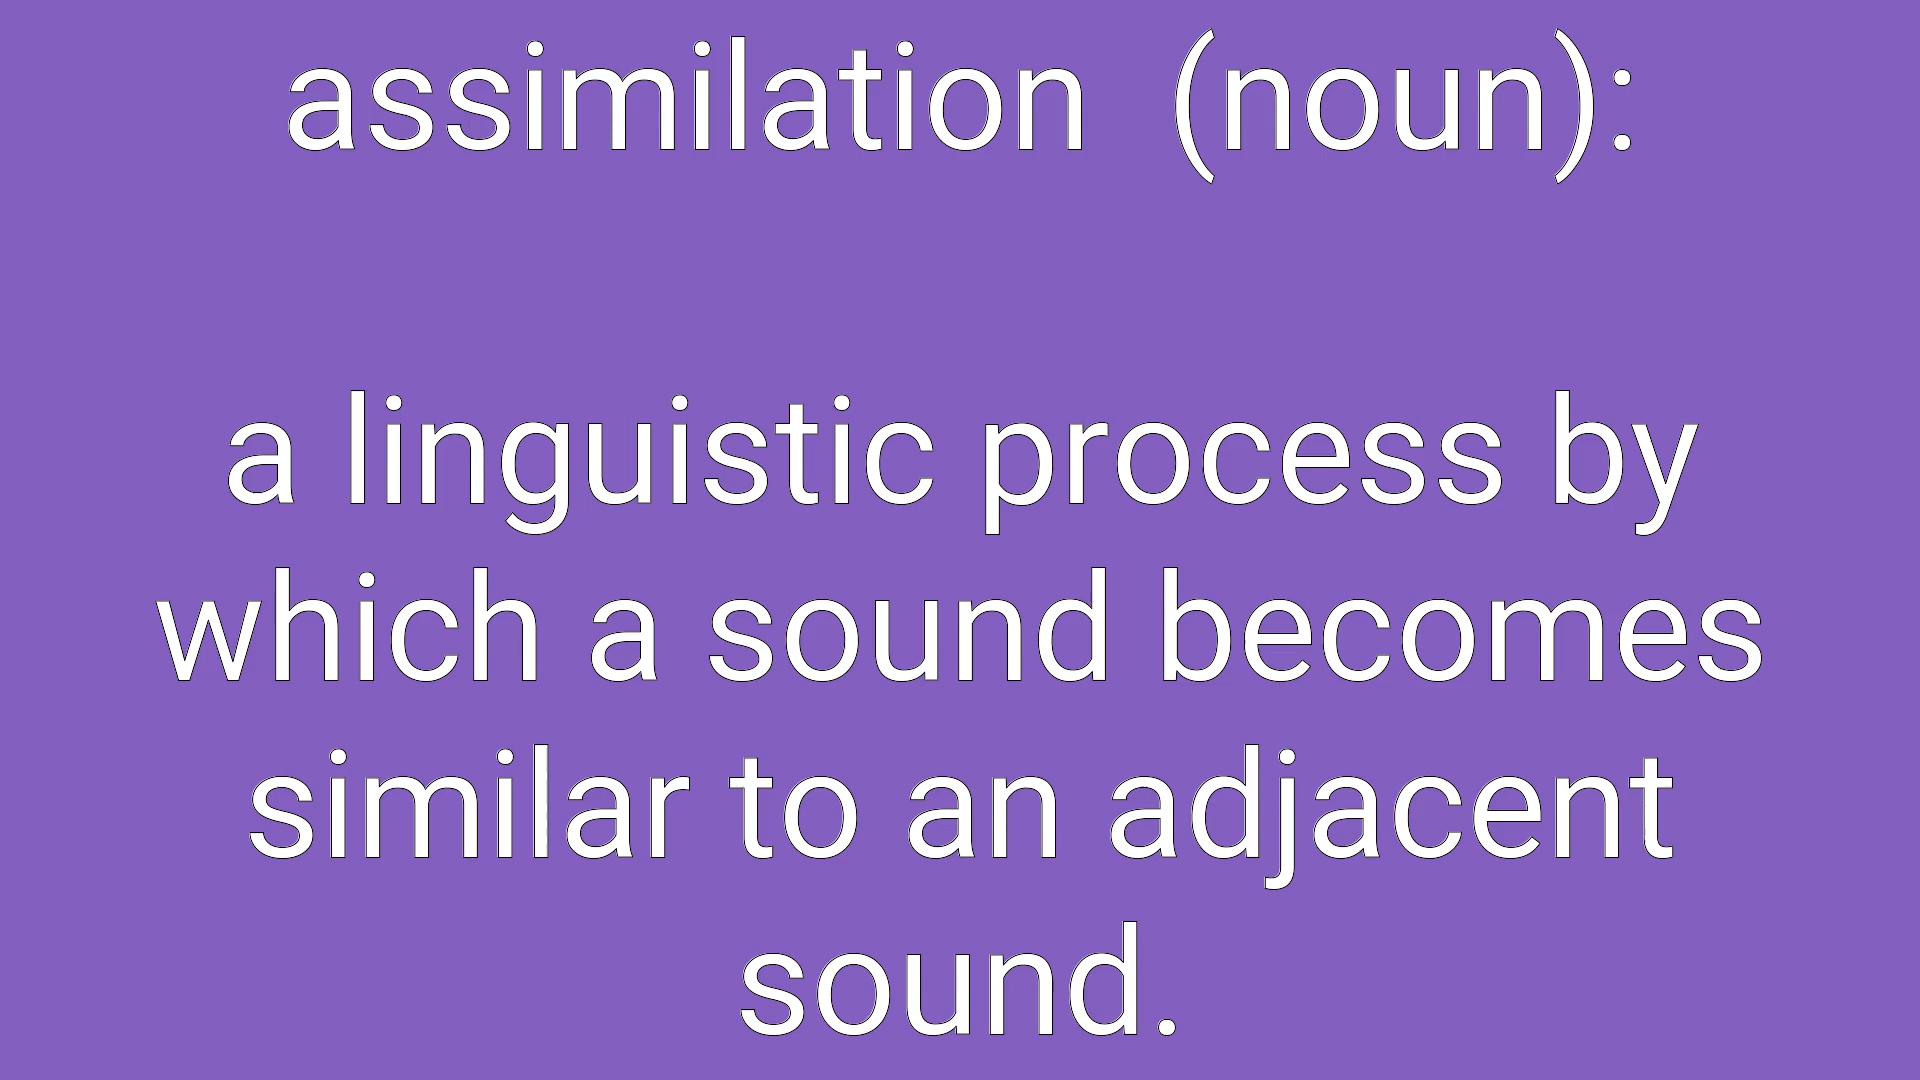 assimilation  (noun):
a linguistic process by
which a sound becomes
similar to an adjacent
sound.